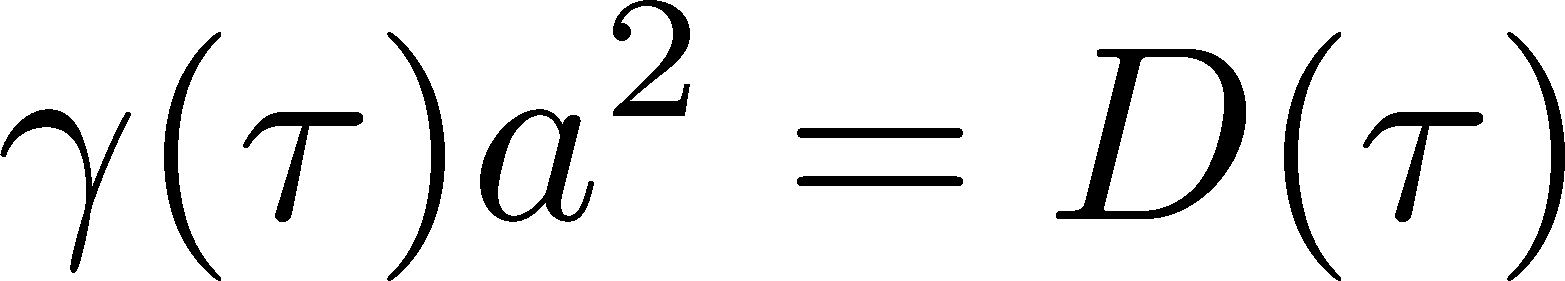 γ(τ)a² = D(τ)